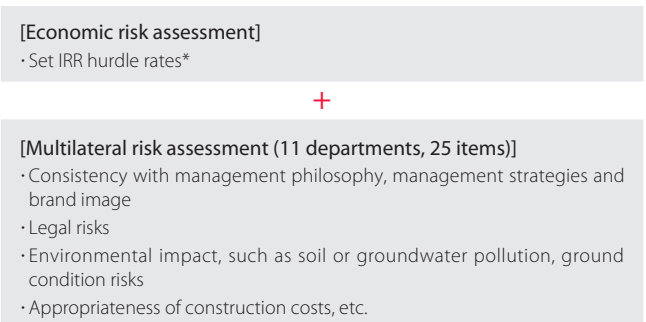 [Economic risk assessment]
・Set IRR hurdle rates*
+
[Multilateral risk assessment (11 departments, 25 items)]
・Consistency with management philosophy, management strategies and
brand image
・Legal risks
・Environmental impact, such as soil or groundwater pollution, ground
condition risks
・Appropriateness of construction costs, etc.